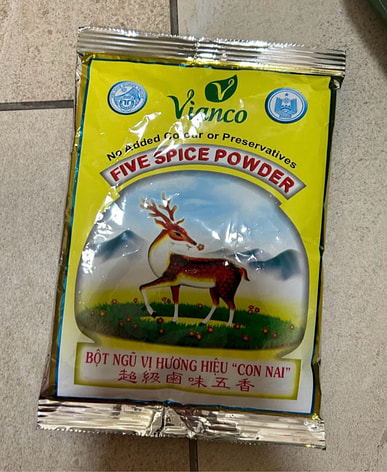 Vianco
No Added Colour or Preservatives
FIVE SPICE POWDER
BỘT NGŨ VỊ HƯƠNG HIỆU "CON NAI"
超級鹵味五香